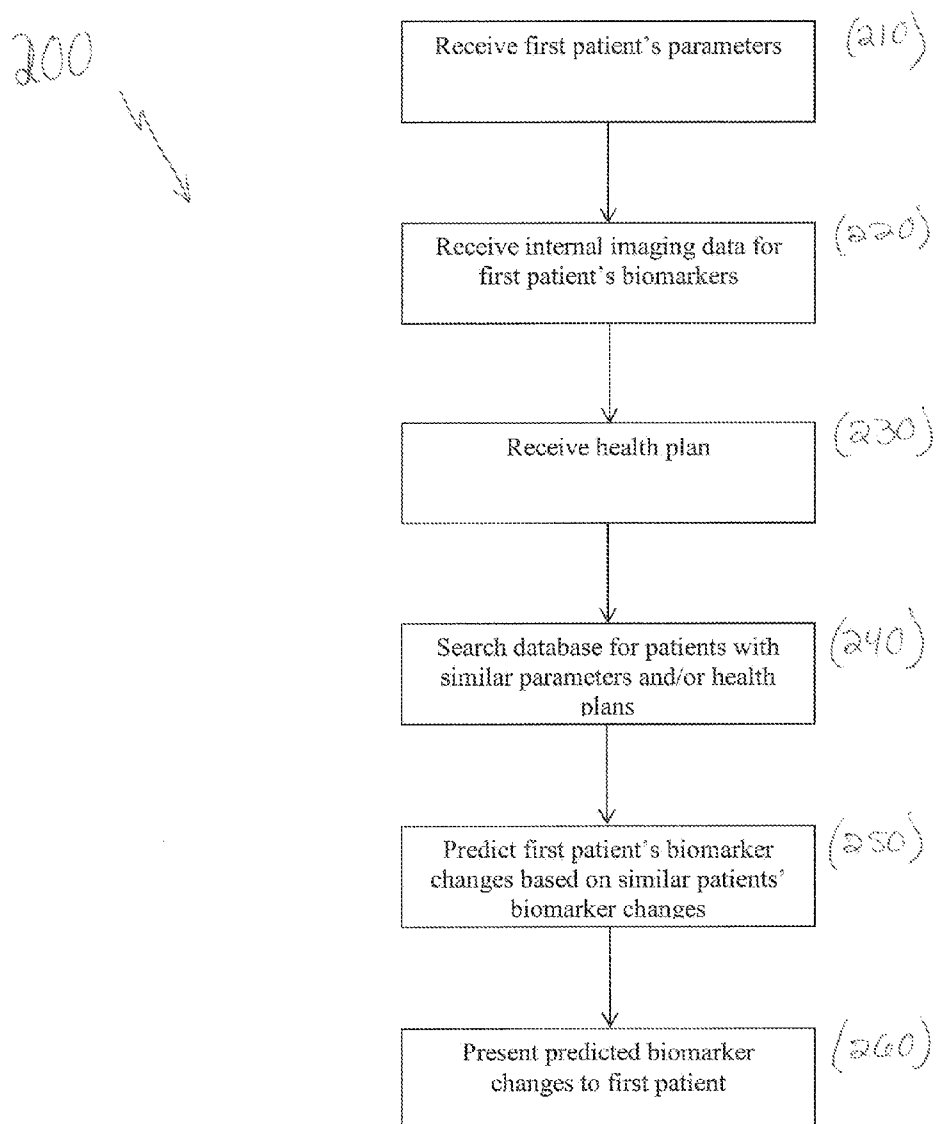 200
Receive first patient's parameters
(210)
Receive internal imaging data for
first patient's biomarkers
(220)
Receive health plan
(230)
Search database for patients with
similar parameters and/or health
plans
(240)
Predict first patient's biomarker
changes based on similar patients'
biomarker changes
(250)
Present predicted biomarker
changes to first patient
(260)